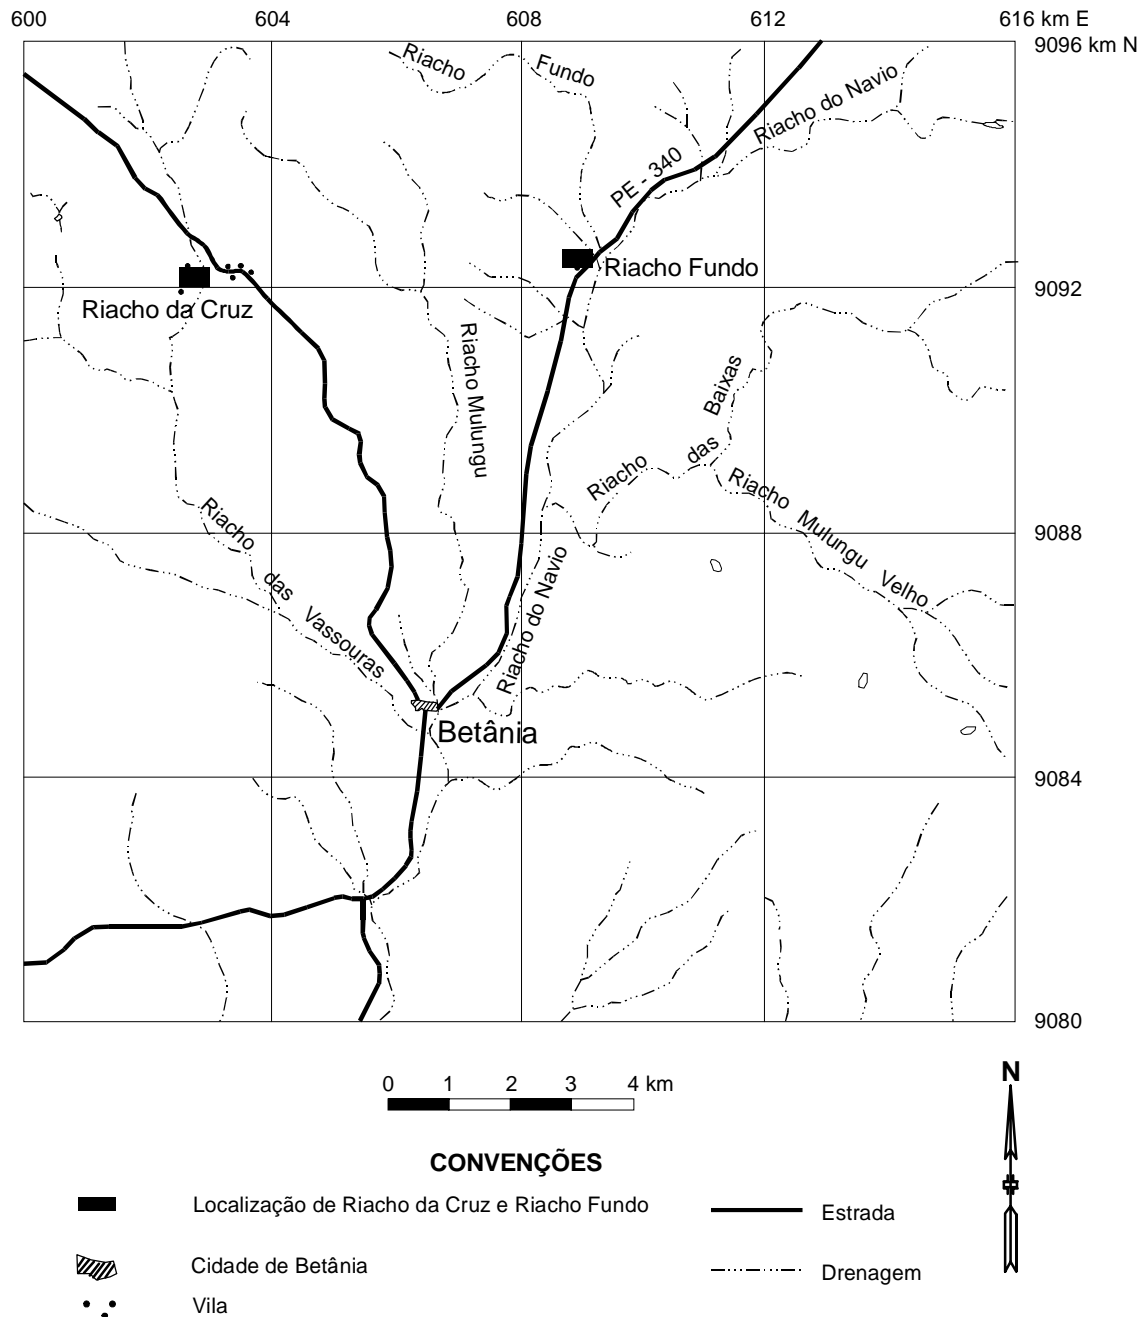 600 604 608 612 616 km E
9096 km N
Riacho Fundo
Riacho do Navio
PE - 340
Riacho Fundo
9092
Riacho da Cruz
Riacho Mulungu
Baixas
das
Riacho
Riacho Mulungu Velho
Riacho das Vassouras
9088
Riacho do Navio
Betânia
9084
9080
0 1 2 3 4 km
N
CONVENÇÕES
Localização de Riacho da Cruz e Riacho Fundo
Estrada
Cidade de Betânia
Drenagem
Vila